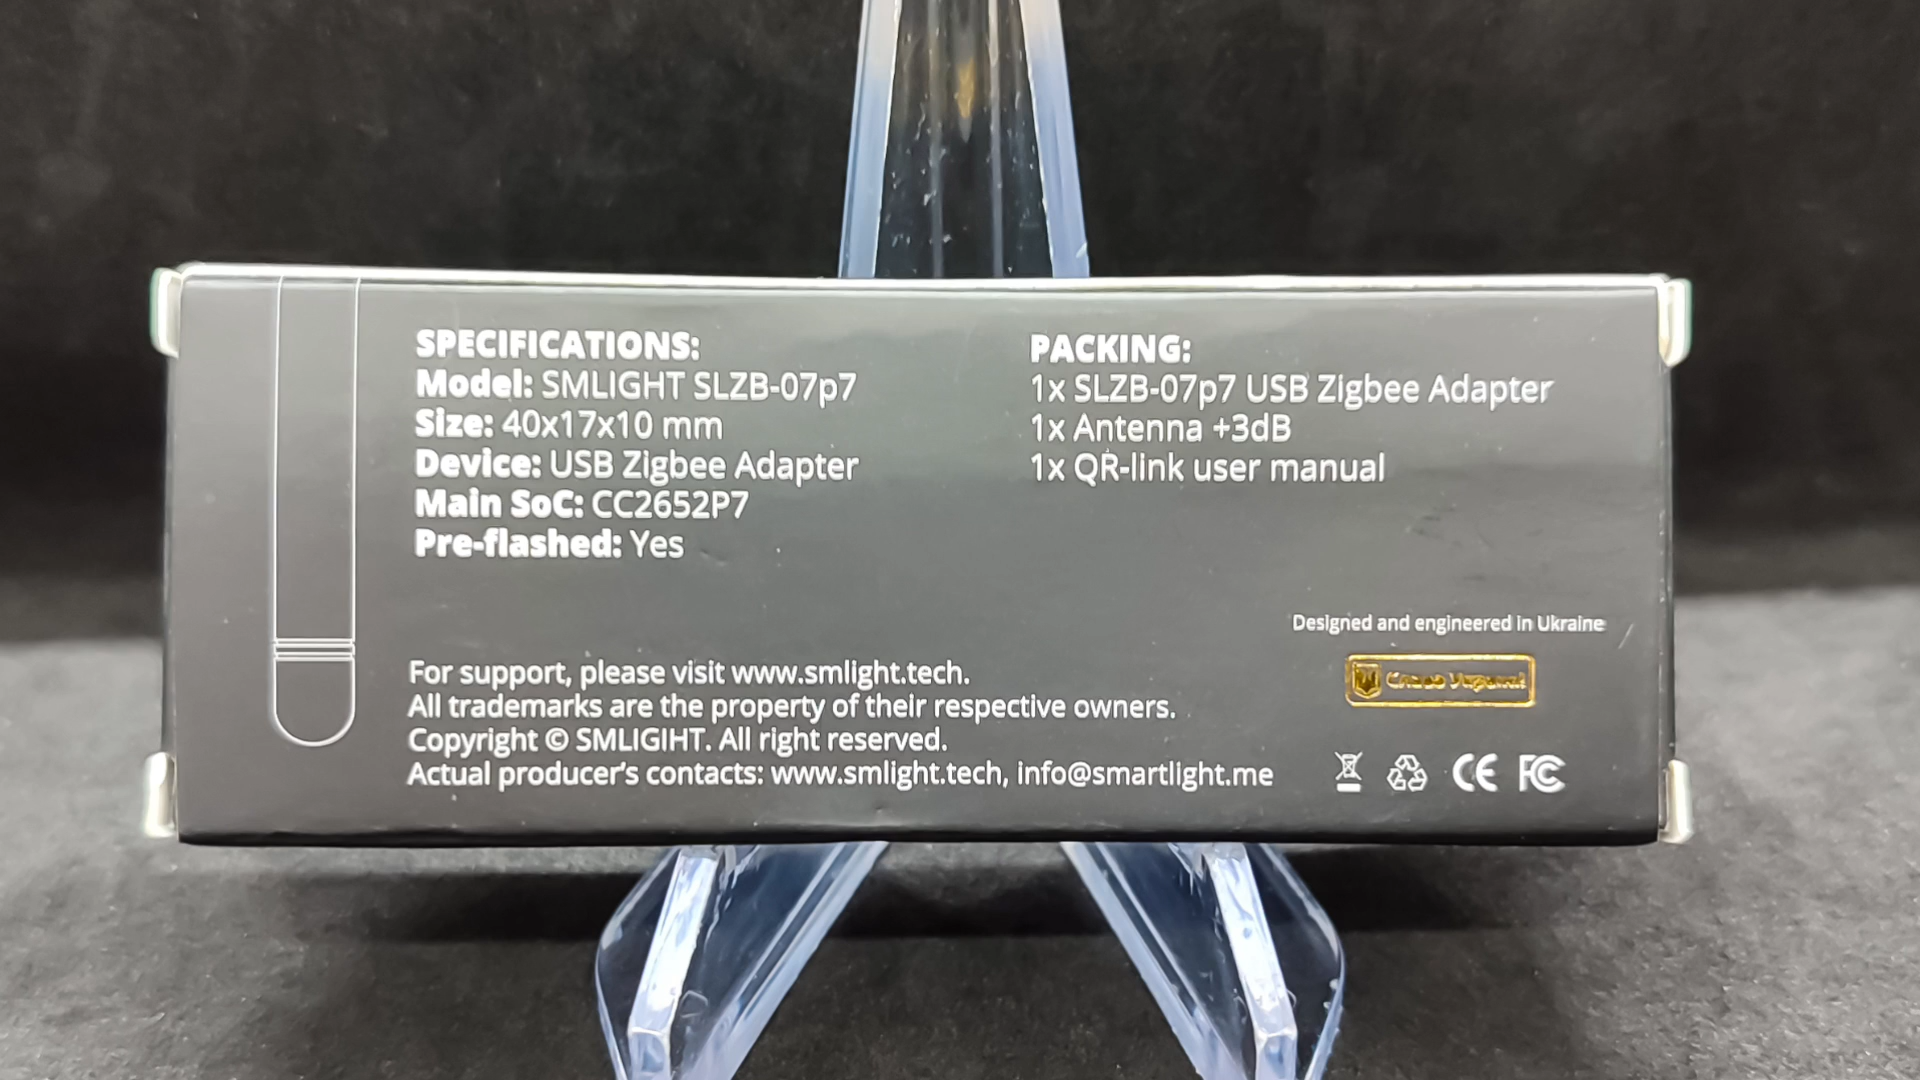 SPECIFICATIONS:
Model: SMLIGHT SLZB-07p7
Size: 40x17x10 mm
Device: USB Zigbee Adapter
Main SoC: CC2652P7
Pre-flashed: Yes
PACKING:
1x SLZB-07p7 USB Zigbee Adapter
1x Antenna +3dB
1x QR-link user manual
For support, please visit www.smlight.tech.
All trademarks are the property of their respective owners.
Copyright © SMLIGIHT. All right reserved.
Actual producer's contacts: www.smlight.tech, info@smartlight.me
Designed and engineered in Ukraine
Слава Україні!
CE FC